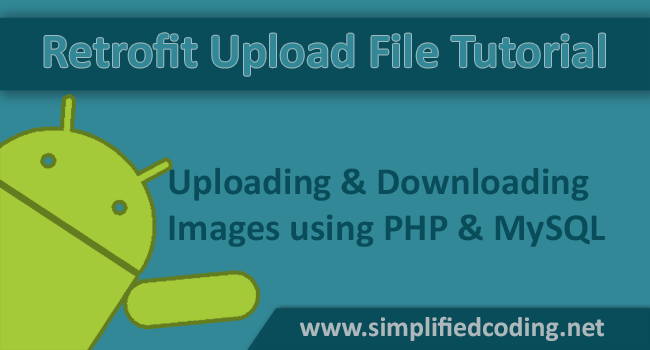 Retrofit Upload File Tutorial
Uploading & Downloading
Images using PHP & MySQL
www.simplifiedcoding.net